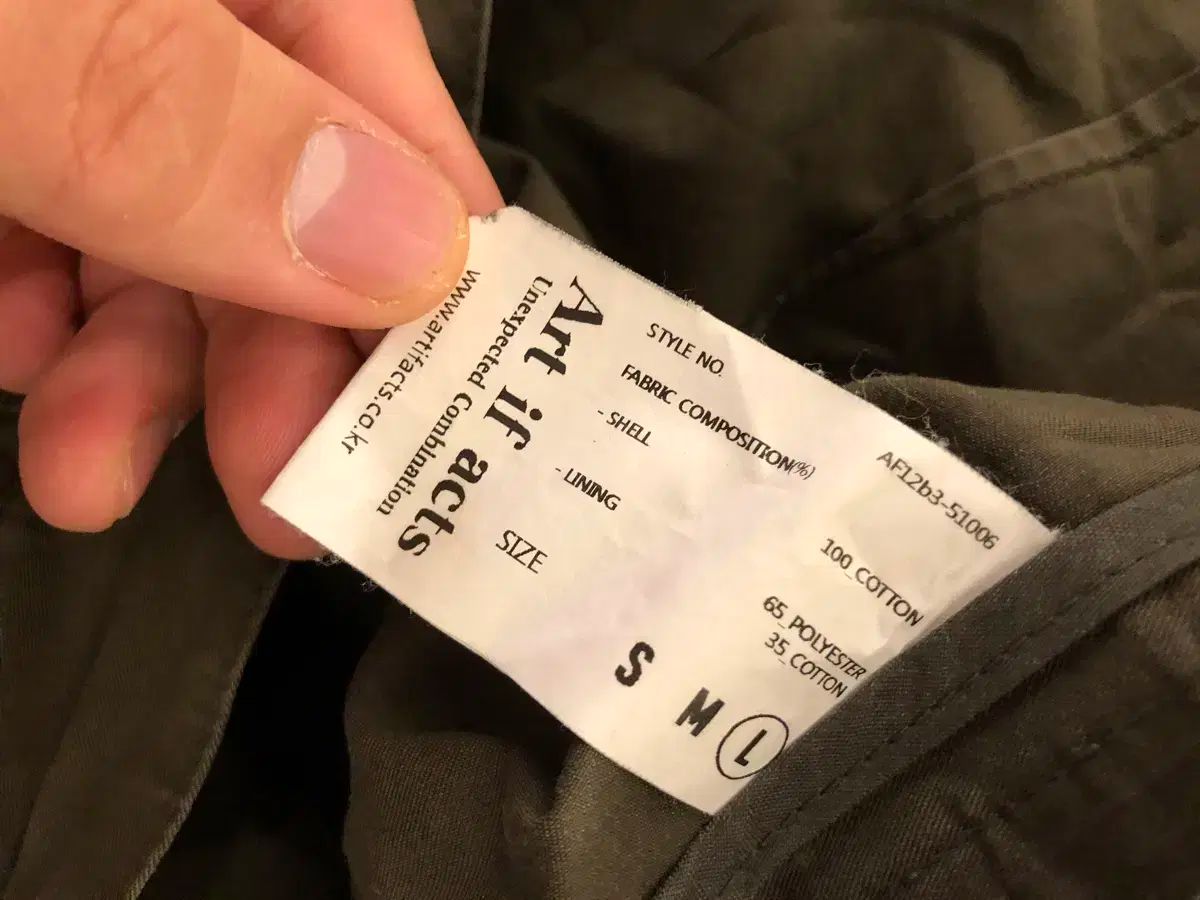 Art if acts
Unexpected Combination
www.artifacts.co.kr
STYLE NO. AF12b3-51006
FABRIC COMPOSITION(%)
- SHELL 100_COTTON
- LINING 65_POLYESTER
35_COTTON
SIZE S M L